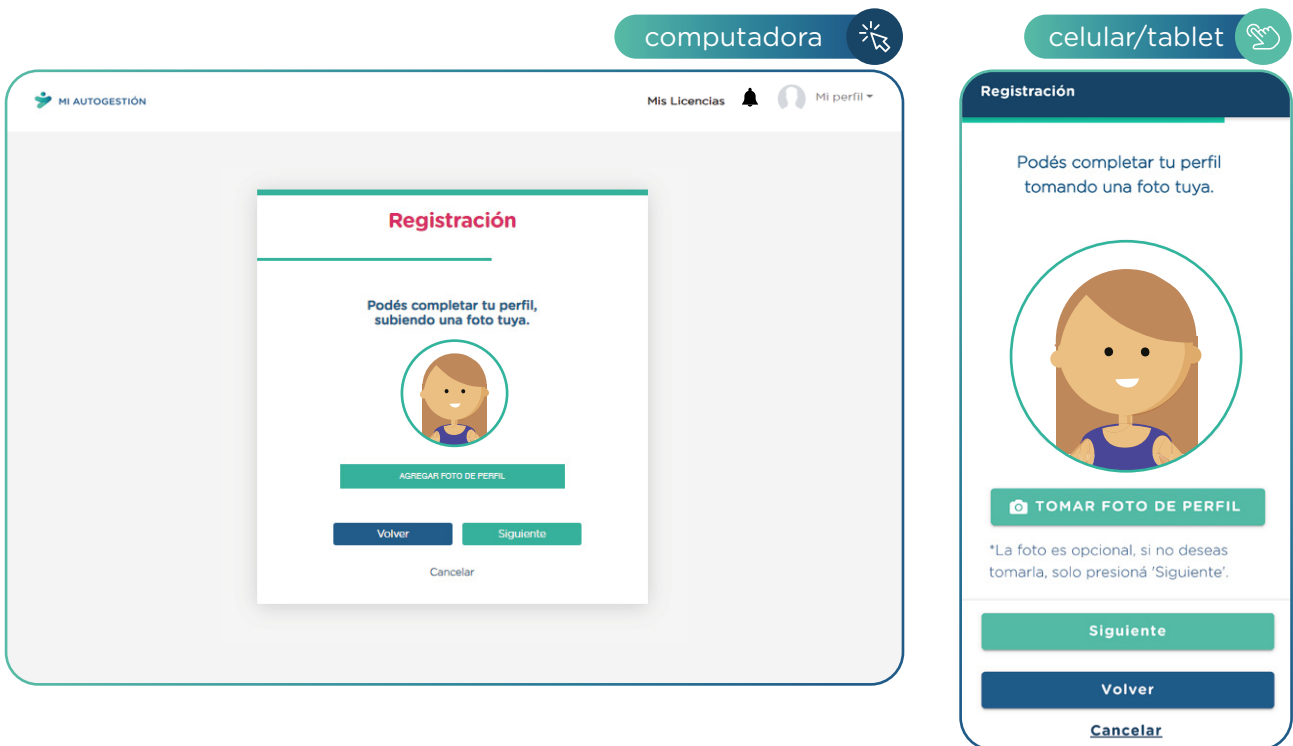 computadora
MI AUTOGESTIÓN
Mis Licencias
Mi perfil
Registración
Podés completar tu perfil,
subiendo una foto tuya.
AGREGAR FOTO DE PERFIL
Volver
Siguiente
Cancelar
celular/tablet
Registración
Podés completar tu perfil
tomando una foto tuya.
TOMAR FOTO DE PERFIL
*La foto es opcional, si no deseas
tomarla, solo presioná 'Siguiente'.
Siguiente
Volver
Cancelar